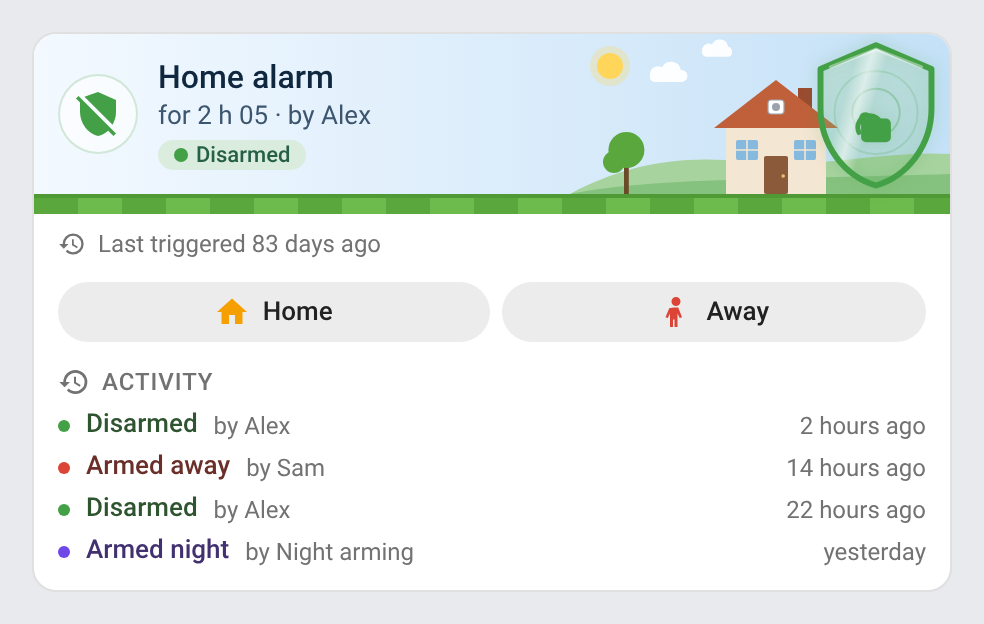 Home alarm
for 2 h 05 · by Alex
Disarmed
Last triggered 83 days ago
Home
Away
ACTIVITY
Disarmed by Alex 2 hours ago
Armed away by Sam 14 hours ago
Disarmed by Alex 22 hours ago
Armed night by Night arming yesterday